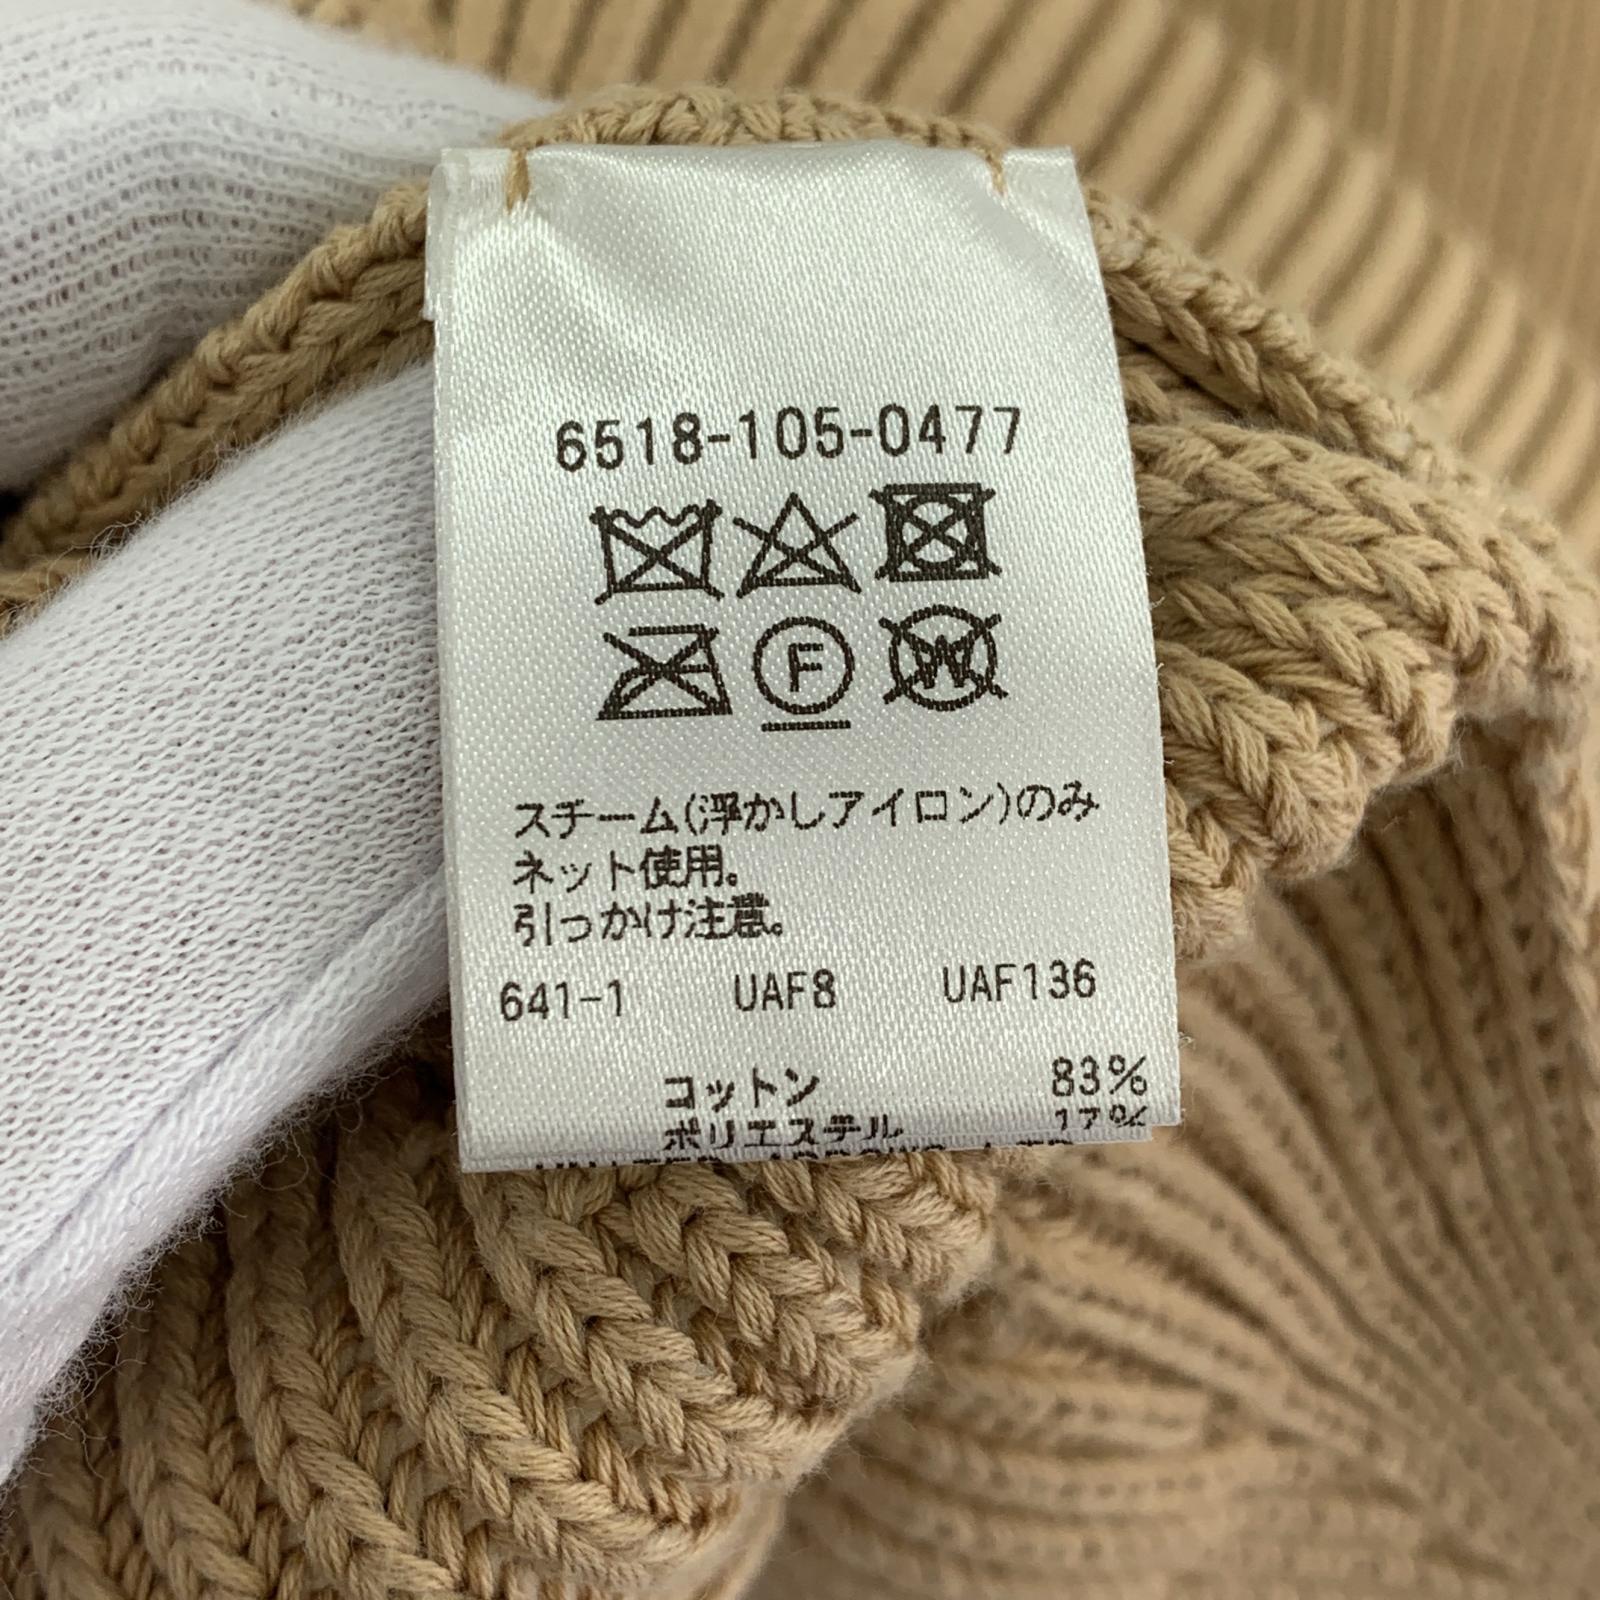 6518-105-0477
F W
スチーム(浮かしアイロン)のみ
ネット使用。
引っかけ注意。
641-1 UAF8 UAF136
コットン 83%
ポリエステル 17%